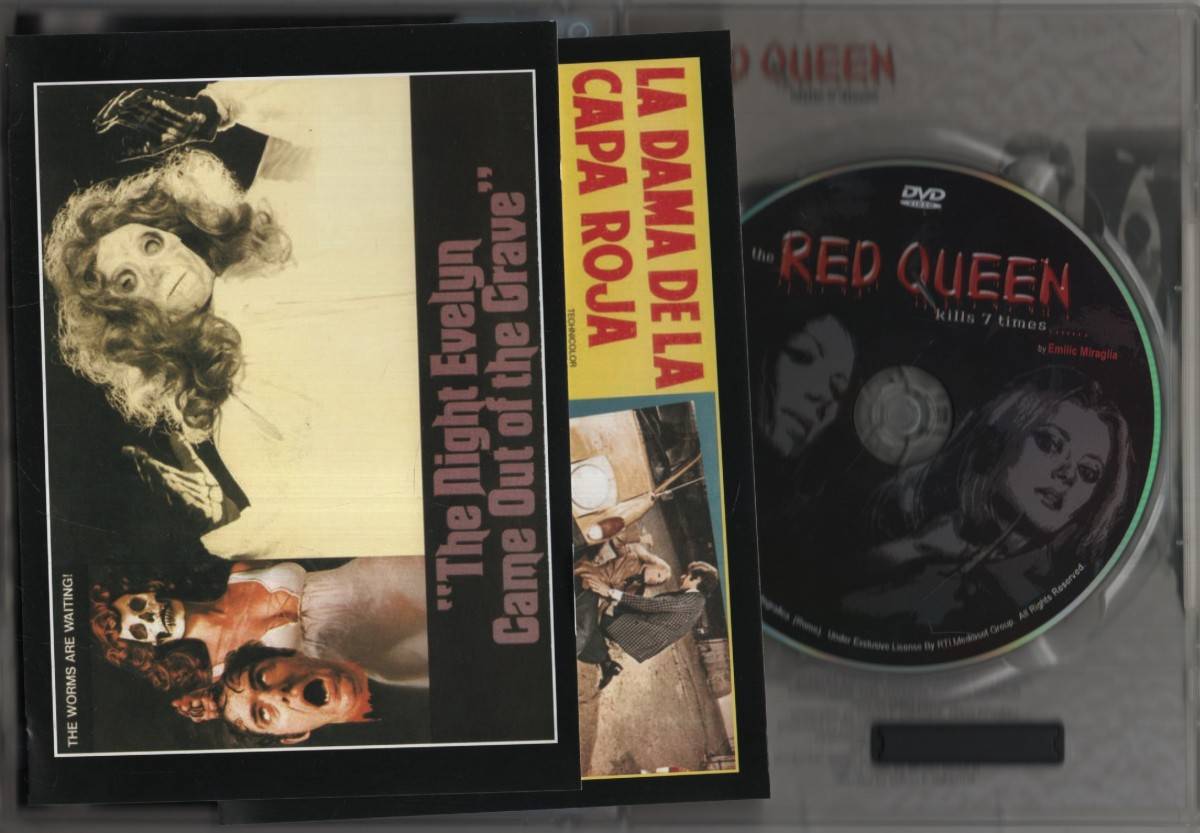 THE WORMS ARE WAITING!
"The Night Evelyn
Came Out of the Grave"
LA DAMA DE LA
CAPA ROJA
TECHNICOLOR
D QUEEN
DVD
VIDEO
the RED QUEEN
kills 7 times......
by Emilio Miraglia
(Rome). Under Exclusive License By RTI Mediaset Group. All Rights Reserved.